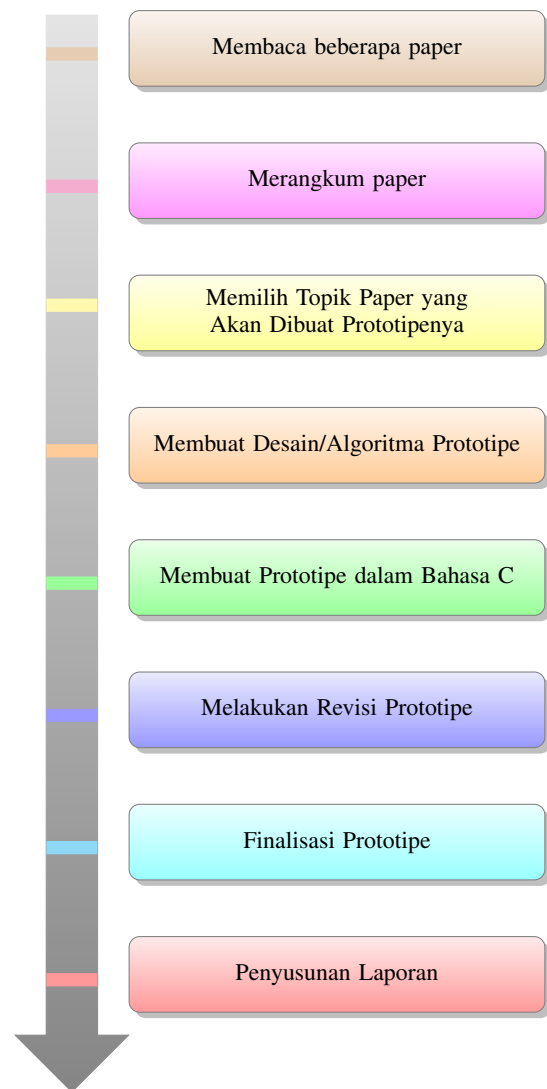 Membaca beberapa paper
Merangkum paper
Memilih Topik Paper yang
Akan Dibuat Prototipenya
Membuat Desain/Algoritma Prototipe
Membuat Prototipe dalam Bahasa C
Melakukan Revisi Prototipe
Finalisasi Prototipe
Penyusunan Laporan